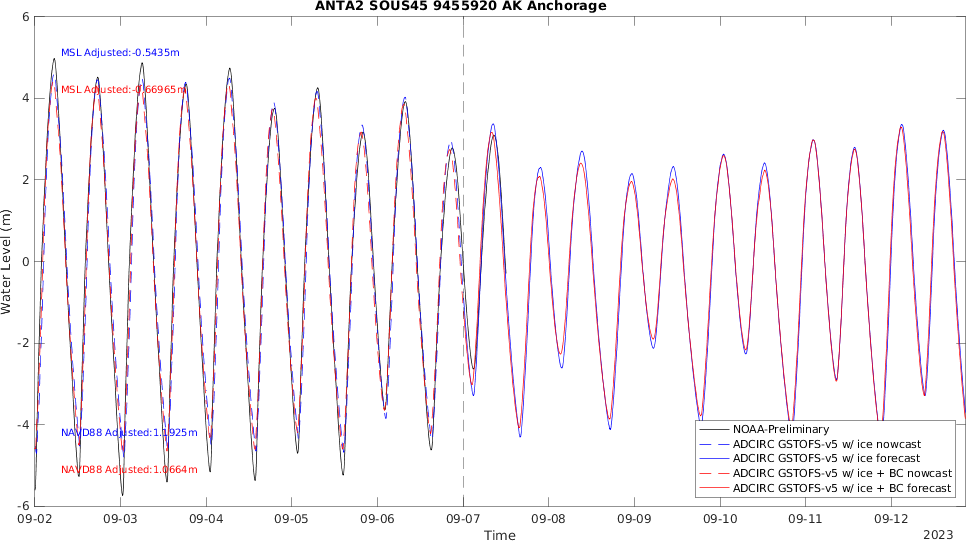 ANTA2 SOUS45 9455920 AK Anchorage
6
4
2
0
-2
-4
-6
Water Level (m)
MSL Adjusted:-0.5435m
MSL Adjusted:-0.66965m
NAVD88 Adjusted:1.1925m
NAVD88 Adjusted:1.0664m
NOAA-Preliminary
ADCIRC GSTOFS-v5 w/ ice nowcast
ADCIRC GSTOFS-v5 w/ ice forecast
ADCIRC GSTOFS-v5 w/ ice + BC nowcast
ADCIRC GSTOFS-v5 w/ ice + BC forecast
09-02 09-03 09-04 09-05 09-06 09-07 09-08 09-09 09-10 09-11 09-12
Time
2023